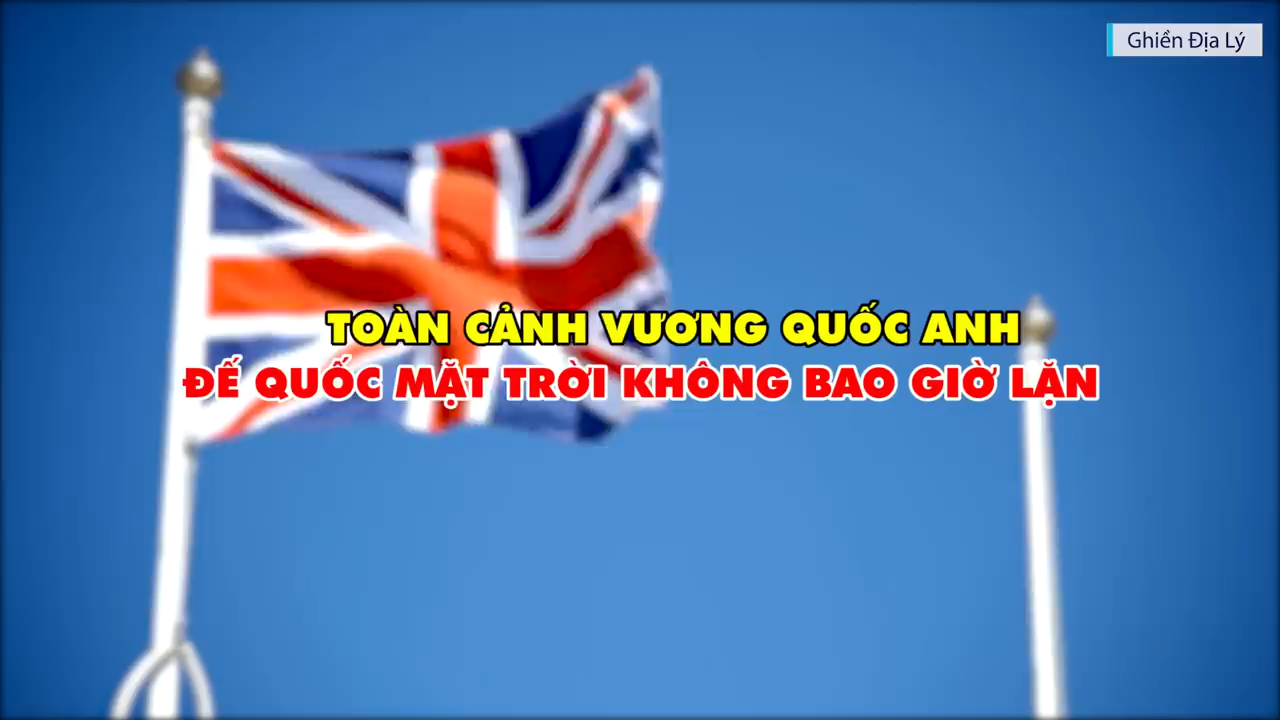 Ghiền Địa Lý
TOÀN CẢNH VƯƠNG QUỐC ANH
ĐẾ QUỐC MẶT TRỜI KHÔNG BAO GIỜ LẶN